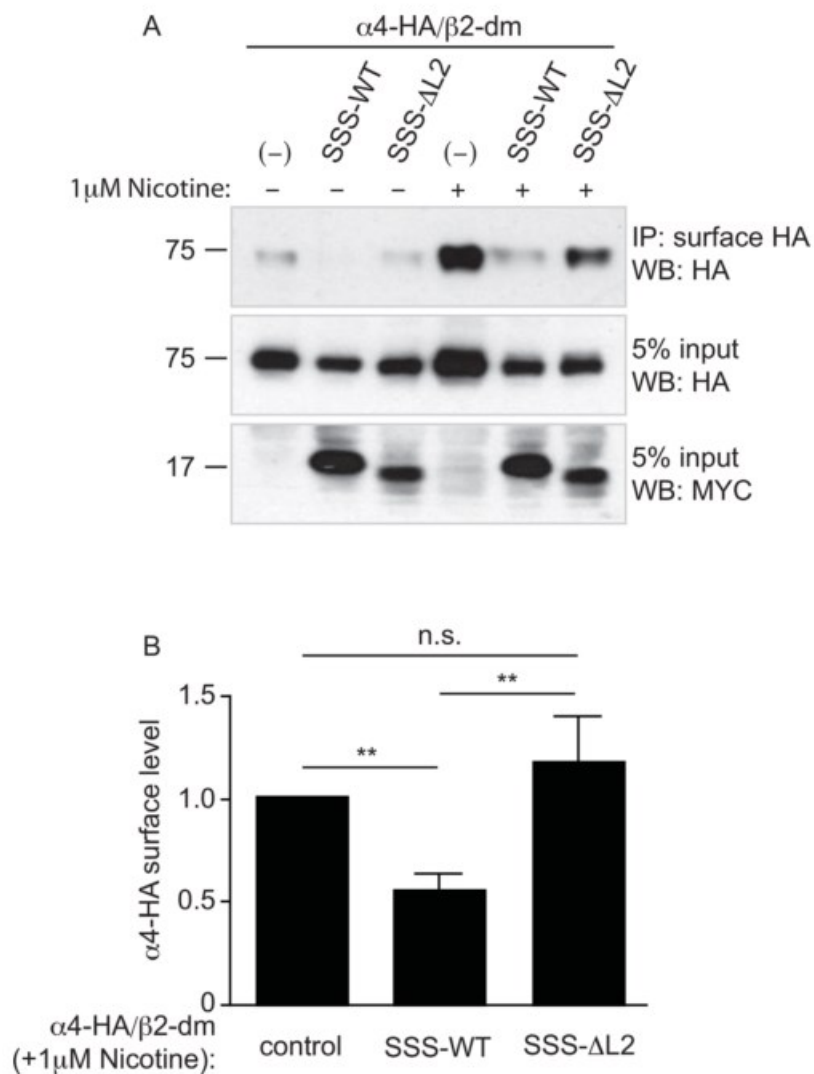 A
α4-HA/β2-dm
(–) SSS-WT SSS-ΔL2 (–) SSS-WT SSS-ΔL2
1μM Nicotine: – – – + + +
75 IP: surface HA
WB: HA
75 5% input
WB: HA
17 5% input
WB: MYC
B
n.s.
**
**
1.5
1.0
0.5
0
α4-HA surface level
α4-HA/β2-dm
(+1μM Nicotine): control SSS-WT SSS-ΔL2